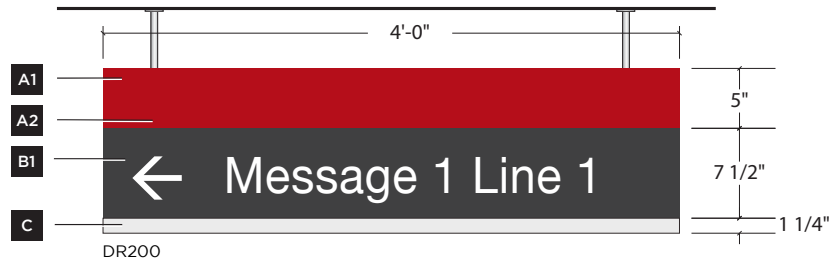 4'-0"
A1
5"
A2
B1
← Message 1 Line 1
7 1/2"
C
1 1/4"
DR200